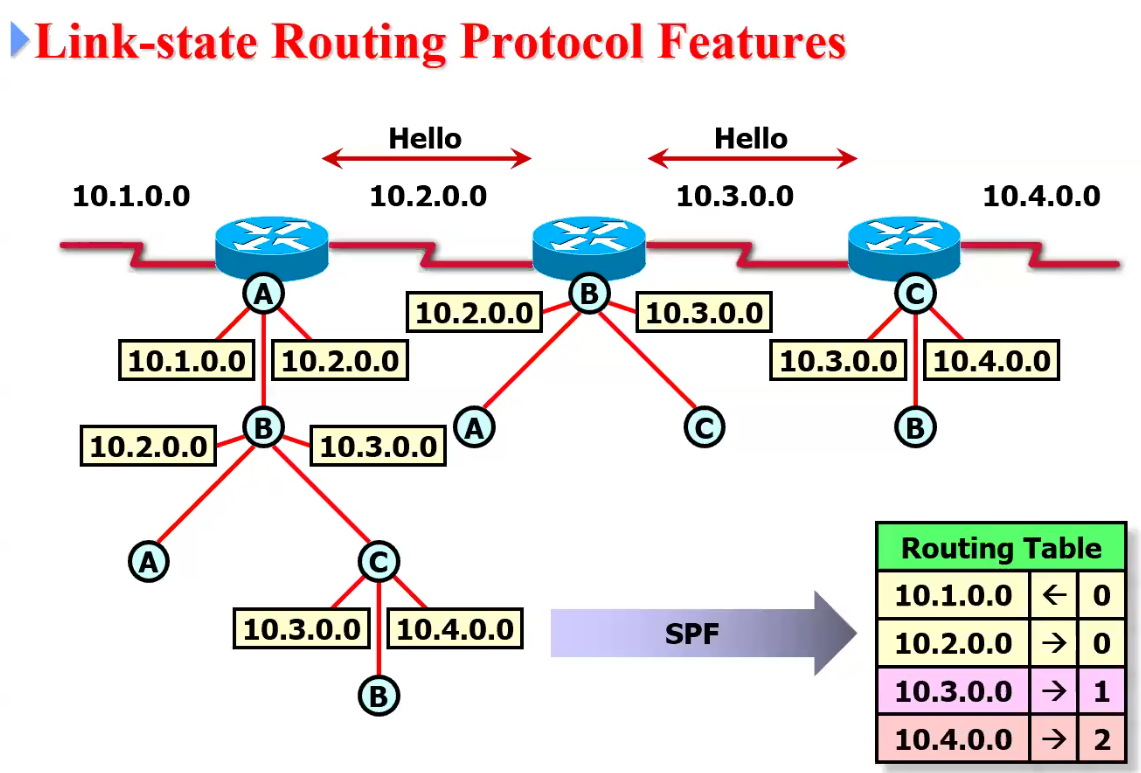 Link-state Routing Protocol Features
Hello Hello
10.1.0.0 10.2.0.0 10.3.0.0 10.4.0.0
A B C
10.2.0.0 10.3.0.0
10.1.0.0 10.2.0.0 10.3.0.0 10.4.0.0
B A C B
10.2.0.0 10.3.0.0
A C
10.3.0.0 10.4.0.0
B
SPF
Routing Table
10.1.0.0 ← 0
10.2.0.0 → 0
10.3.0.0 → 1
10.4.0.0 → 2